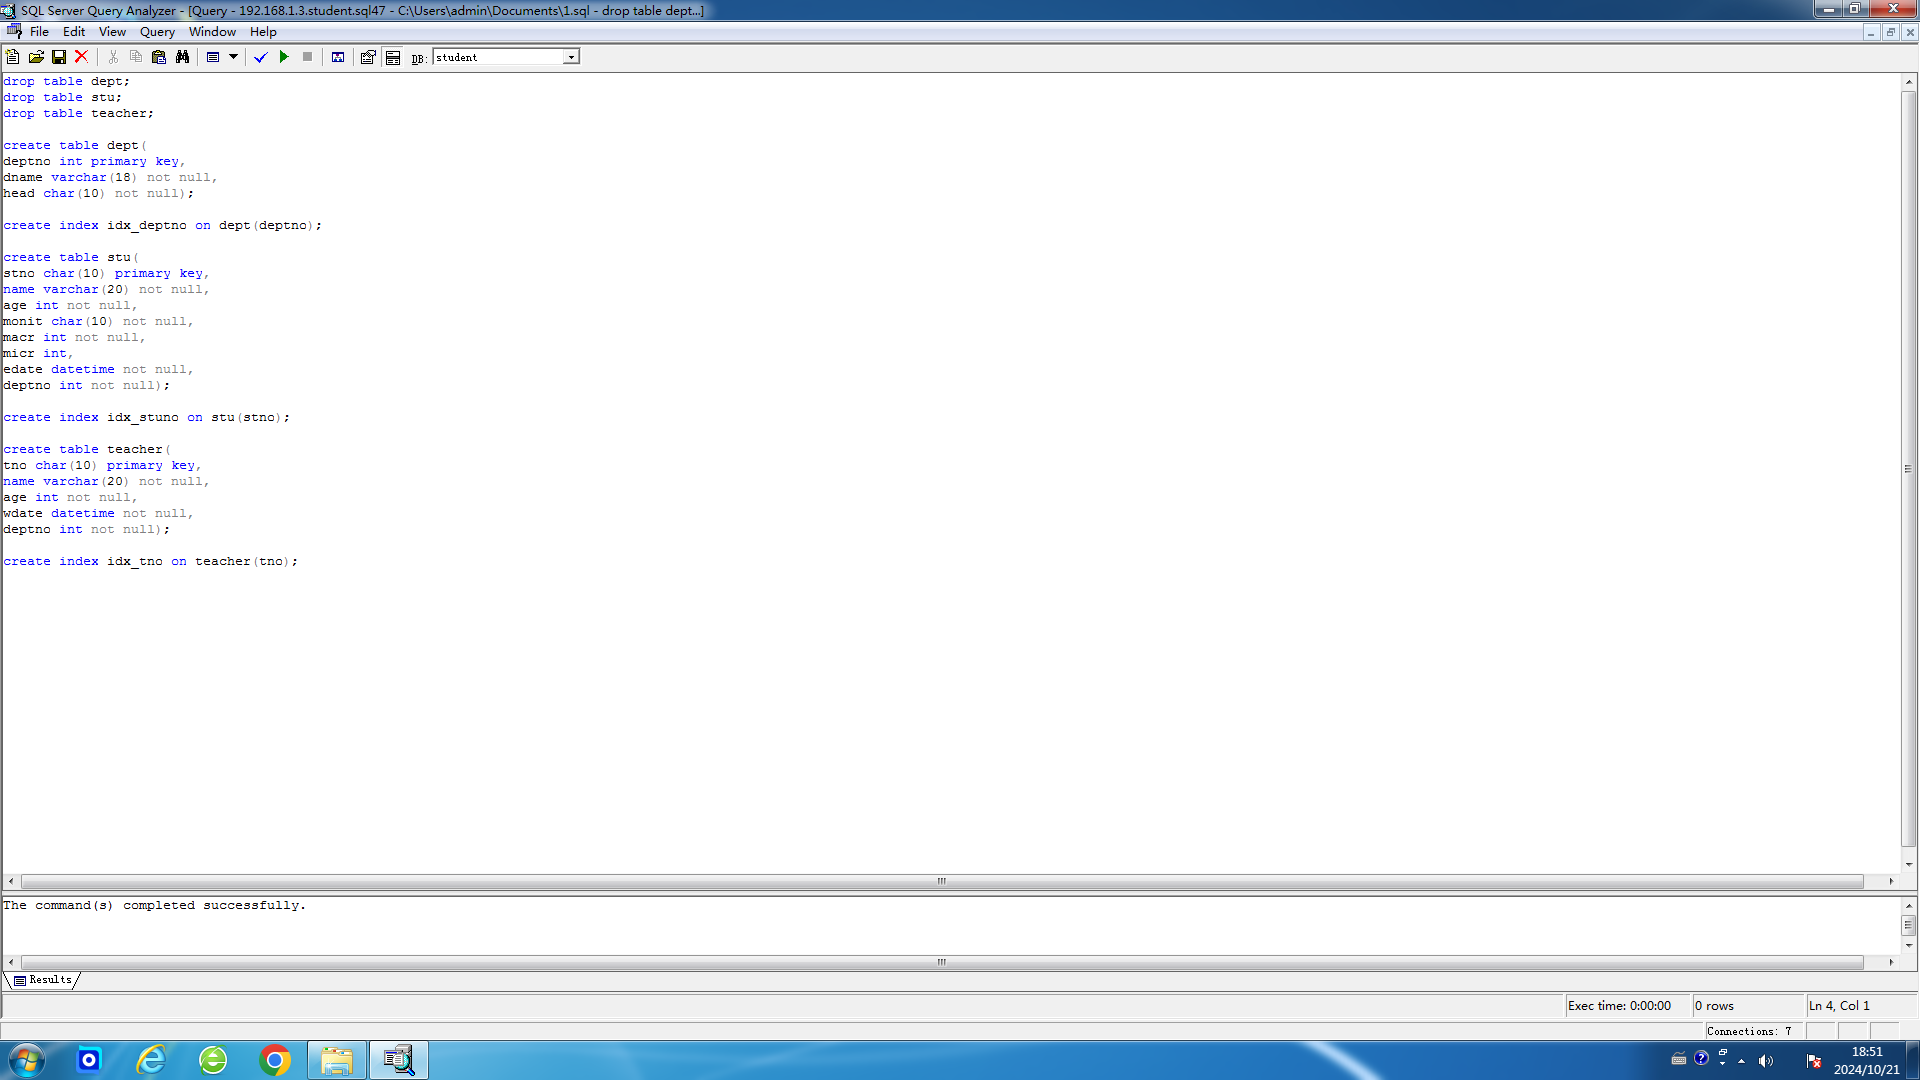 SQL Server Query Analyzer - [Query - 192.168.1.3.student.sql47 - C:\Users\admin\Documents\1.sql - drop table dept...]
File Edit View Query Window Help
DB: student
drop table dept;
drop table stu;
drop table teacher;
create table dept(
deptno int primary key,
dname varchar(18) not null,
head char(10) not null);
create index idx_deptno on dept(deptno);
create table stu(
stno char(10) primary key,
name varchar(20) not null,
age int not null,
monit char(10) not null,
macr int not null,
micr int,
edate datetime not null,
deptno int not null);
create index idx_stuno on stu(stno);
create table teacher(
tno char(10) primary key,
name varchar(20) not null,
age int not null,
wdate datetime not null,
deptno int not null);
create index idx_tno on teacher(tno);
The command(s) completed successfully.
Results
Exec time: 0:00:00 0 rows Ln 4, Col 1
Connections: 7
18:51
2024/10/21